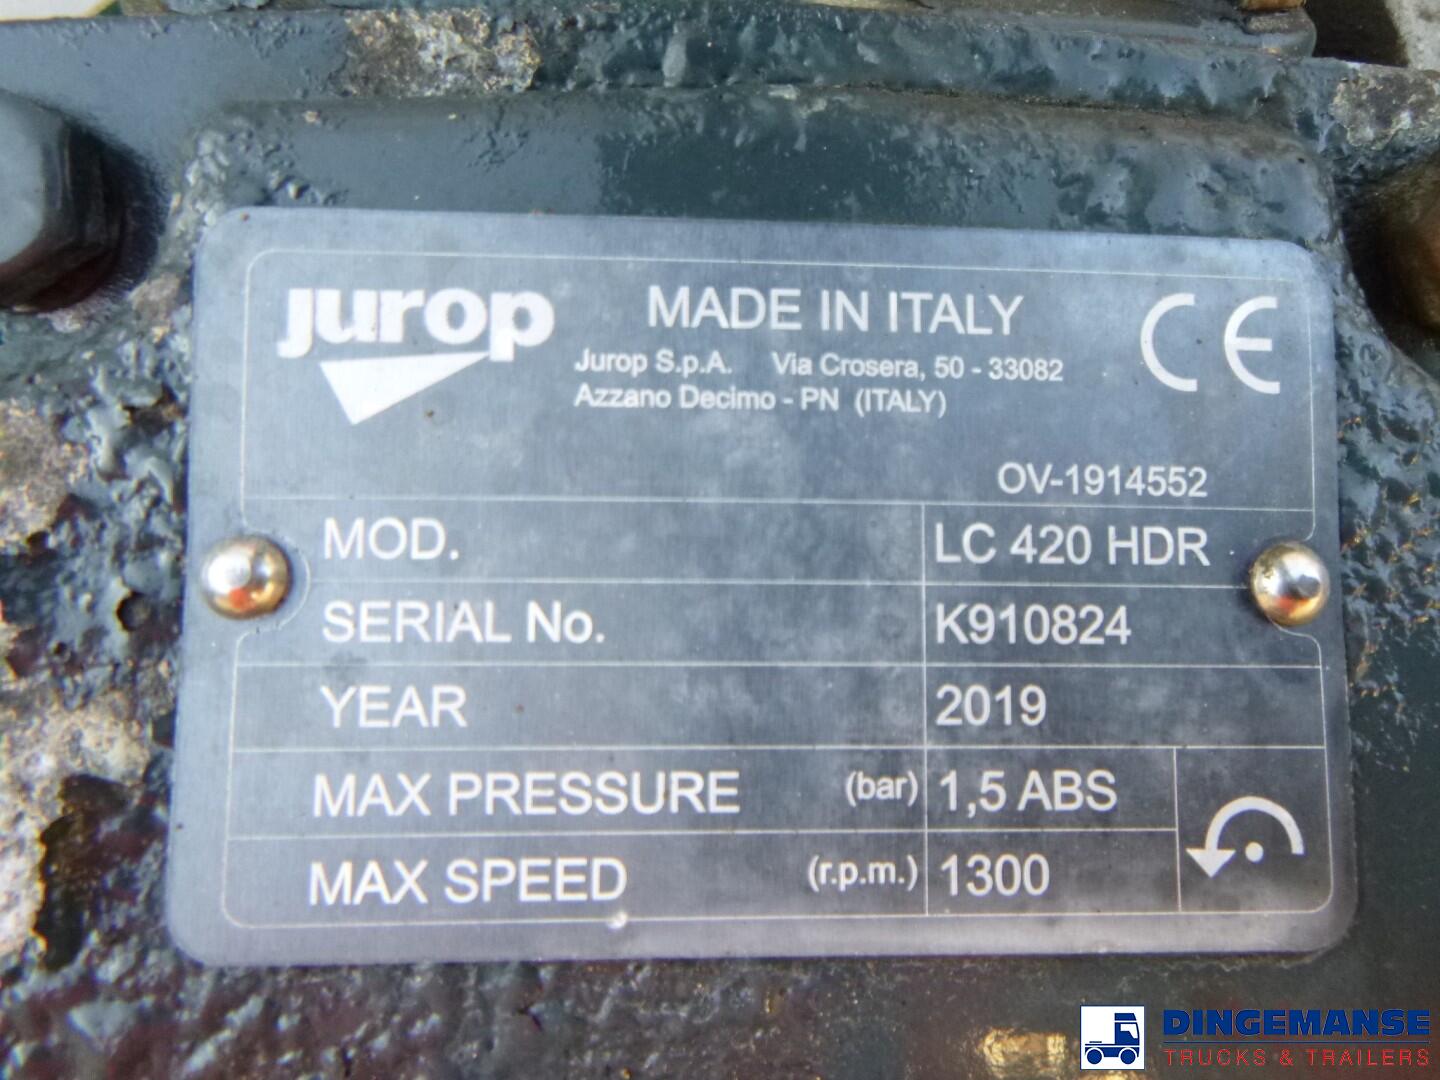 jurop
MADE IN ITALY
Jurop S.p.A. Via Crosera, 50 - 33082
Azzano Decimo - PN (ITALY)
CE
OV-1914552
MOD. LC 420 HDR
SERIAL No. K910824
YEAR 2019
MAX PRESSURE (bar) 1,5 ABS
MAX SPEED (r.p.m.) 1300
DINGEMANSE
TRUCKS & TRAILERS